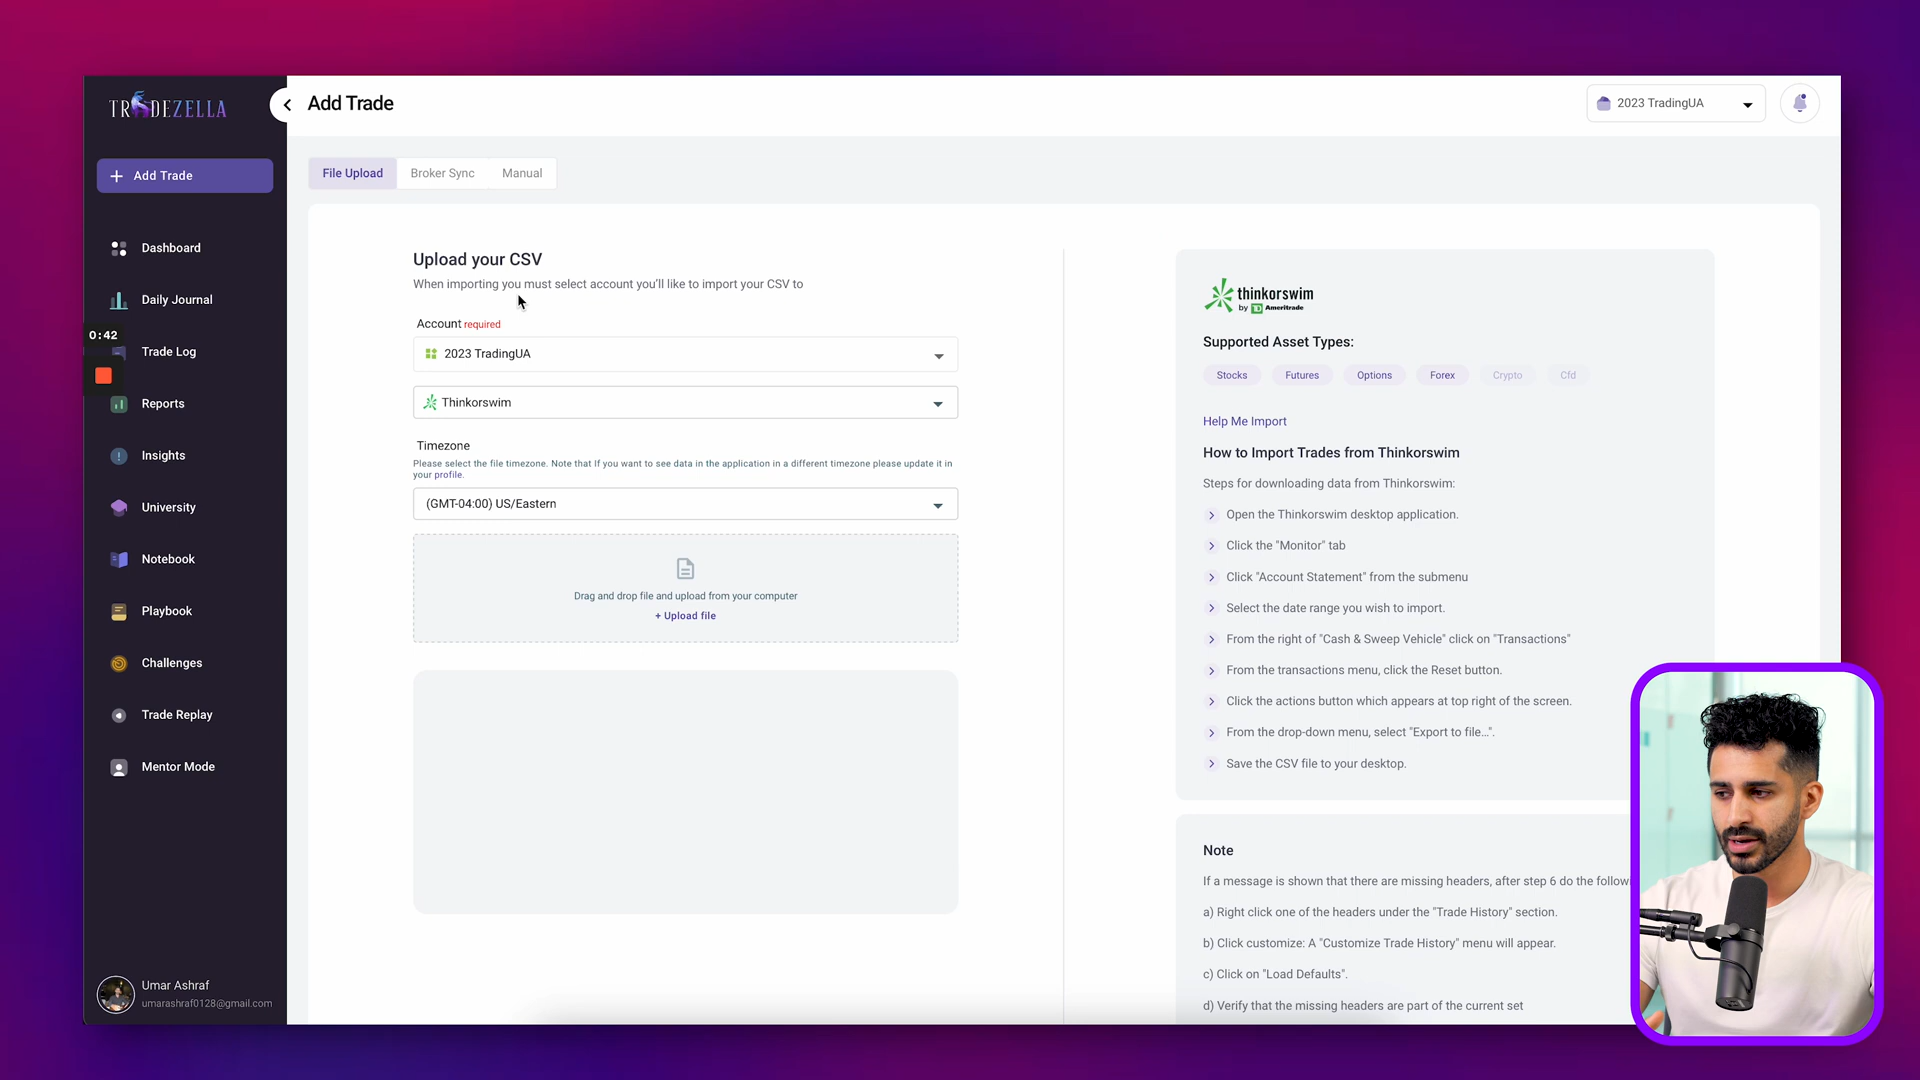 TRADEZELLA
Add Trade
2023 TradingUA
+ Add Trade
File Upload
Broker Sync
Manual
Dashboard
Daily Journal
0:42
Trade Log
Reports
Insights
University
Notebook
Playbook
Challenges
Trade Replay
Mentor Mode
Umar Ashraf
umarashraf0128@gmail.com
Upload your CSV
When importing you must select account you'll like to import your CSV to
Account required
2023 TradingUA
Thinkorswim
Timezone
Please select the file timezone. Note that If you want to see data in the application in a different timezone please update it in
your profile.
(GMT-04:00) US/Eastern
Drag and drop file and upload from your computer
+ Upload file
thinkorswim
by TD Ameritrade
Supported Asset Types:
Stocks
Futures
Options
Forex
Crypto
Cfd
Help Me Import
How to Import Trades from Thinkorswim
Steps for downloading data from Thinkorswim:
Open the Thinkorswim desktop application.
Click the "Monitor" tab
Click "Account Statement" from the submenu
Select the date range you wish to import.
From the right of "Cash & Sweep Vehicle" click on "Transactions"
From the transactions menu, click the Reset button.
Click the actions button which appears at top right of the screen.
From the drop-down menu, select "Export to file...".
Save the CSV file to your desktop.
Note
If a message is shown that there are missing headers, after step 6 do the follow
a) Right click one of the headers under the "Trade History" section.
b) Click customize: A "Customize Trade History" menu will appear.
c) Click on "Load Defaults".
d) Verify that the missing headers are part of the current set